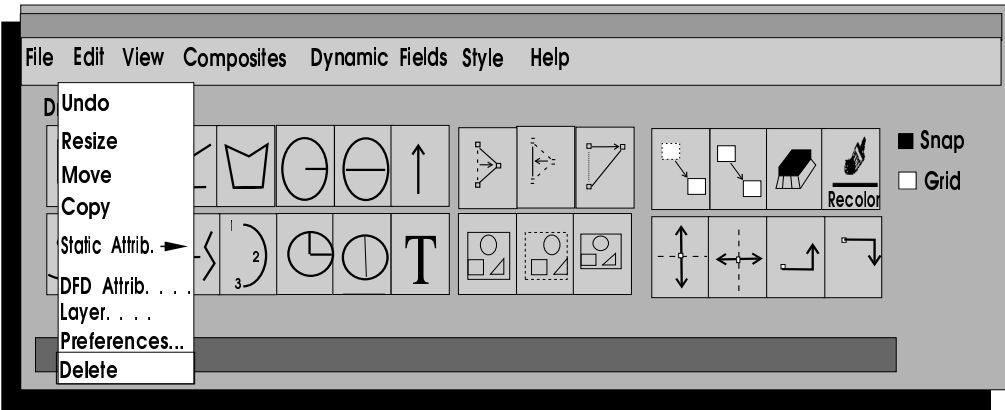 File Edit View Composites Dynamic Fields Style Help
Undo
Resize
Move
Copy
Static Attrib.
DFD Attrib. . . .
Layer. . . .
Preferences...
Delete
1
2
3
T
Recolor
Snap
Grid